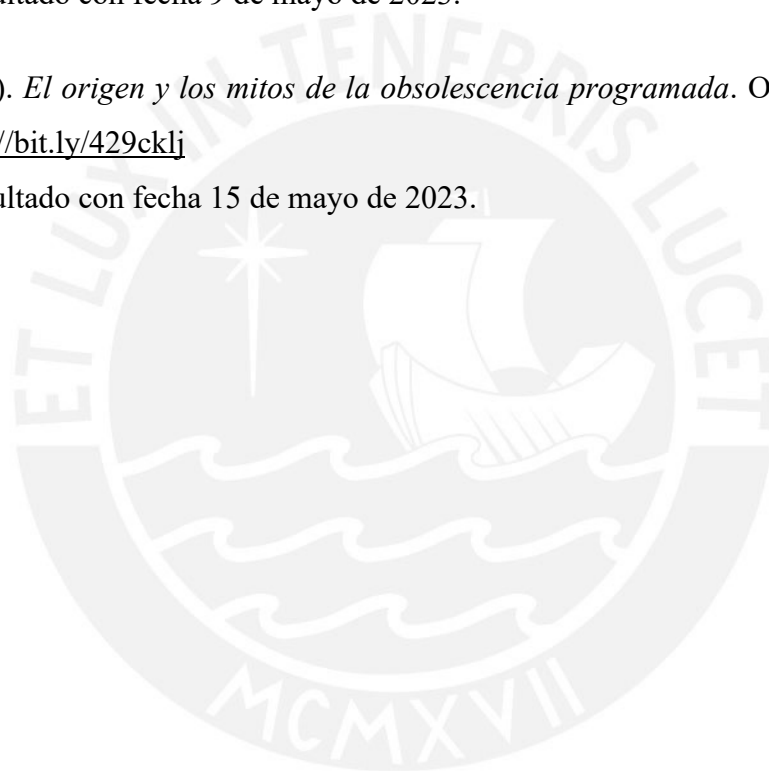 ultado con fecha 9 de mayo de 2023.
). El origen y los mitos de la obsolescencia programada. O
//bit.ly/429cklj
ultado con fecha 15 de mayo de 2023.
ET LUX IN TENEBRIS LUCET
MCMXVII